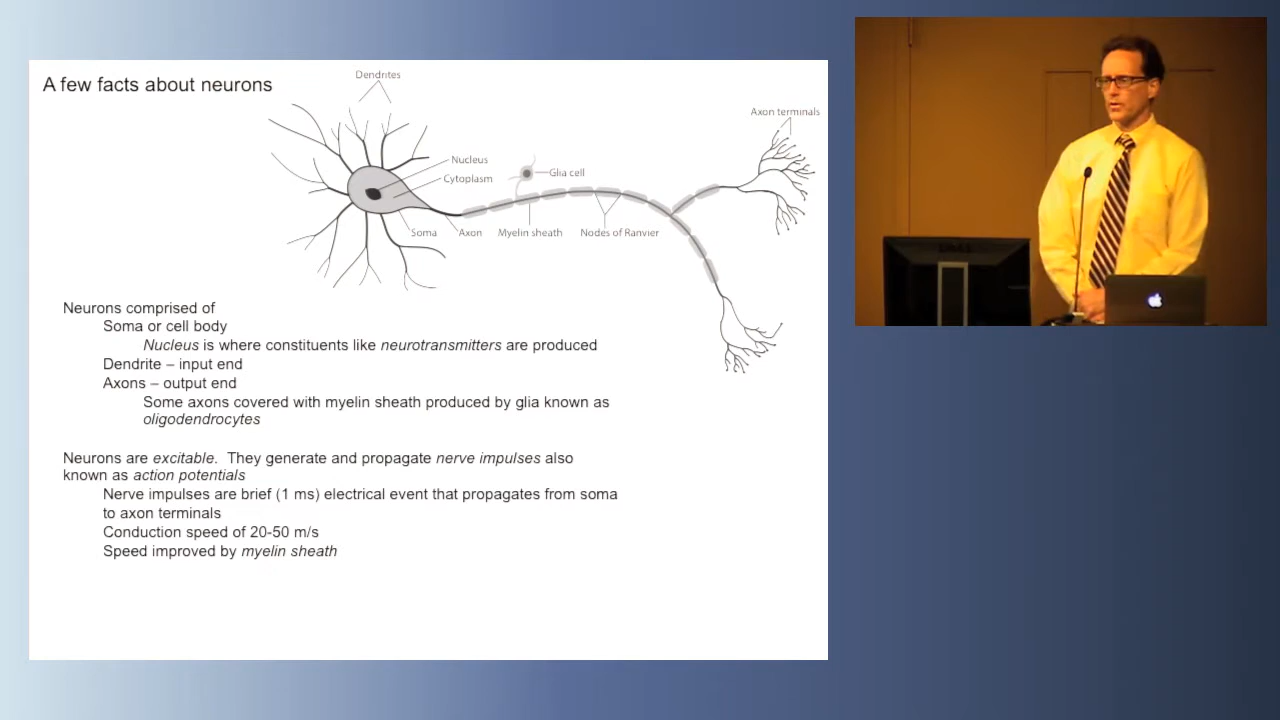 A few facts about neurons
Dendrites
Axon terminals
Nucleus
Cytoplasm
Glia cell
Soma
Axon
Myelin sheath
Nodes of Ranvier
Neurons comprised of
Soma or cell body
Nucleus is where constituents like neurotransmitters are produced
Dendrite – input end
Axons – output end
Some axons covered with myelin sheath produced by glia known as
oligodendrocytes
Neurons are excitable. They generate and propagate nerve impulses also
known as action potentials
Nerve impulses are brief (1 ms) electrical event that propagates from soma
to axon terminals
Conduction speed of 20-50 m/s
Speed improved by myelin sheath